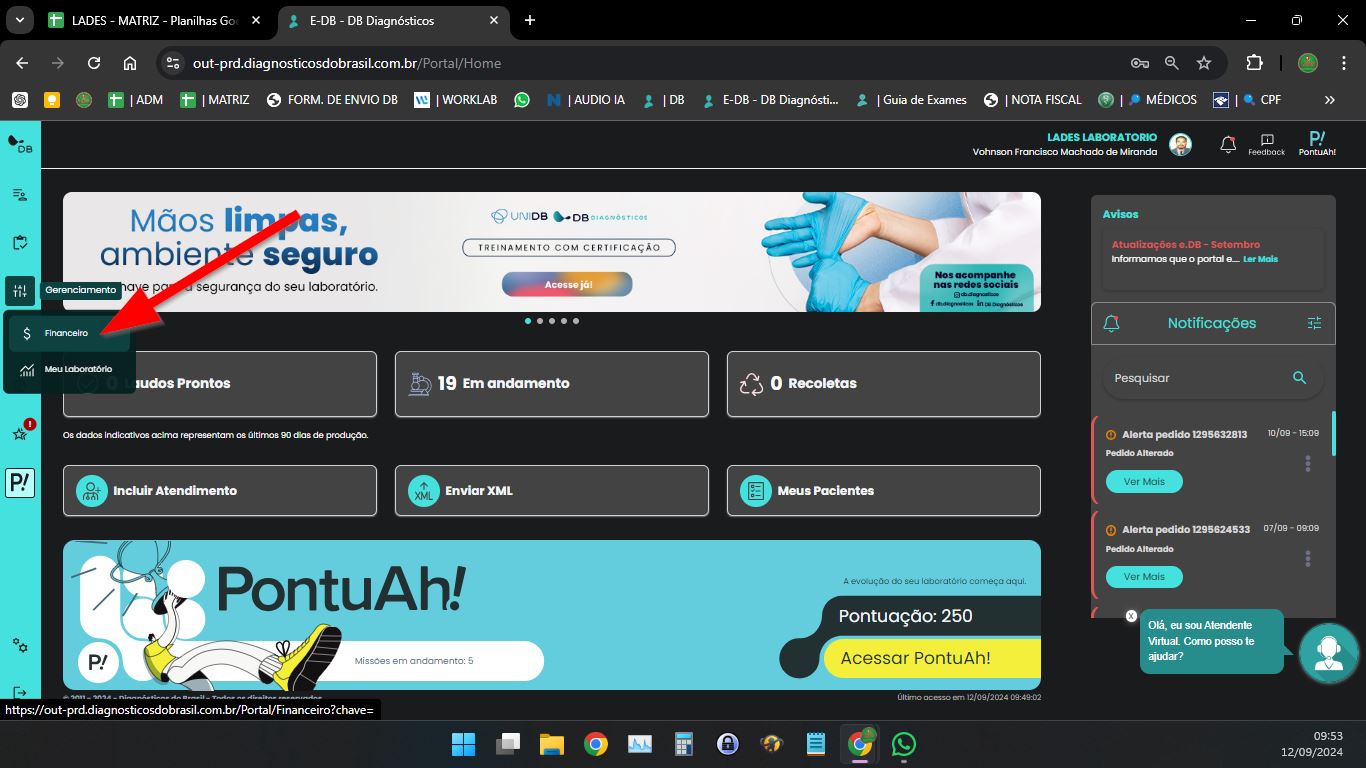 LADES - MATRIZ - Planilhas Goo
E-DB - DB Diagnósticos
out-prd.diagnosticosdobrasil.com.br/Portal/Home
| ADM
| MATRIZ
FORM. DE ENVIO DB
| WORKLAB
| AUDIO IA
| DB
E-DB - DB Diagnósti...
| Guia de Exames
| NOTA FISCAL
| MÉDICOS
| CPF
DB
LADES LABORATORIO
Vohnson Francisco Machado de Miranda
Feedback
P!
PontuAh!
Mãos limpas,
ambiente seguro
segurança do seu laboratório.
UNIDB
DB DIAGNÓSTICOS
TREINAMENTO COM CERTIFICAÇÃO
Acesse já!
Nos acompanhe
nas redes sociais
db.diagnosticos
db.diagnosticos
DB Diagnósticos
Gerenciamento
Financeiro
Meu Laboratório
0 Laudos Prontos
19 Em andamento
0 Recoletas
Os dados indicativos acima representam os últimos 90 dias de produção.
P!
Incluir Atendimento
XML
Enviar XML
Meus Pacientes
PontuAh!
A evolução do seu laboratório começa aqui.
Pontuação: 250
Acessar PontuAh!
P!
Missões em andamento: 5
© 2011 - 2024 - Diagnósticos do Brasil - Todos os direitos reservados
Último acesso em 12/09/2024 09:49:02
Avisos
Atualizações e.DB - Setembro
Informamos que o portal e.... Ler Mais
Notificações
Pesquisar
Alerta pedido 1295632813
10/09 - 15:09
Pedido Alterado
Ver Mais
Alerta pedido 1295624533
07/09 - 09:09
Pedido Alterado
Ver Mais
X
Olá, eu sou Atendente
Virtual. Como posso te
ajudar?
https://out-prd.diagnosticosdobrasil.com.br/Portal/Financeiro?chave=
09:53
12/09/2024